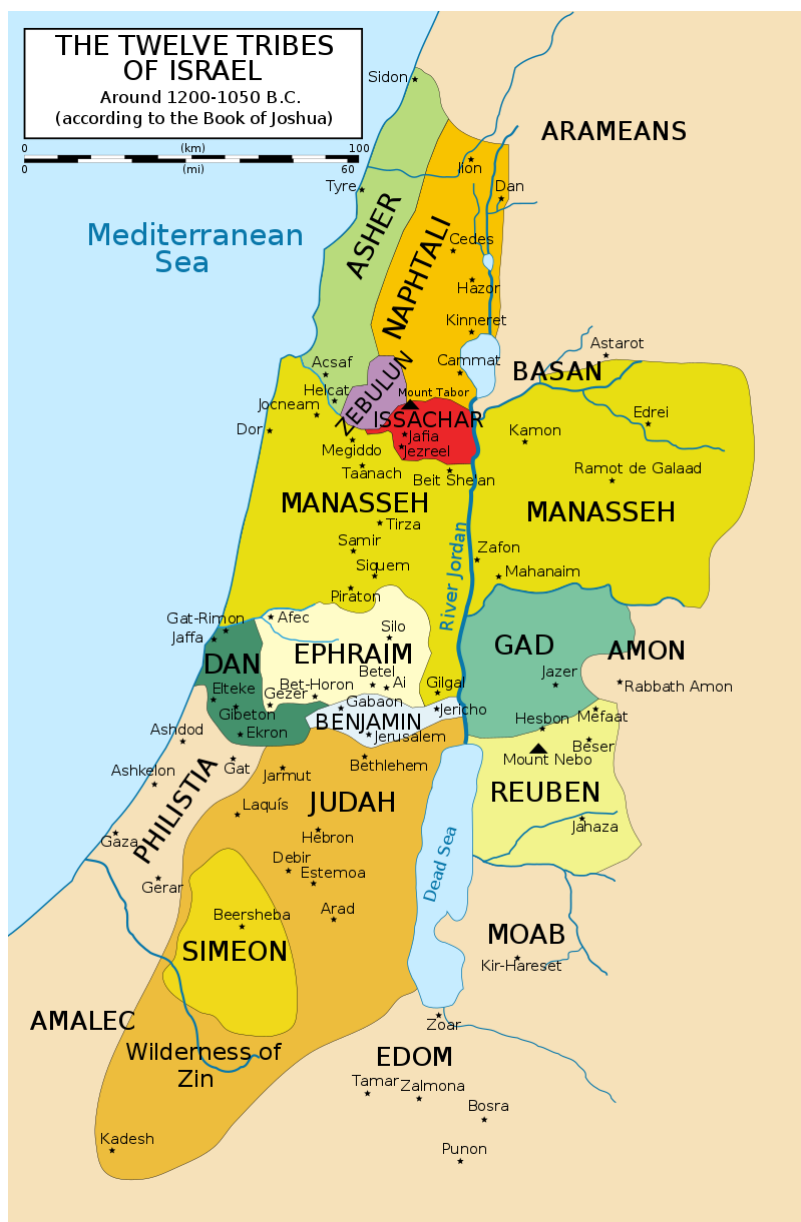 THE TWELVE TRIBES
OF ISRAEL
Around 1200-1050 B.C.
(according to the Book of Joshua)
0 (km) 100
0 (mi) 60
Sidon
ARAMEANS
Ijon
Tyre
Dan
ASHER
NAPHTALI
Mediterranean
Sea
Cedes
Hazor
Kinneret
Astarot
Acsaf
Cammat
BASAN
ZEBULUN
Helcat
Mount Tabor
Jocneam
ISSACHAR
Edrei
Dor
Jafia
Kamon
Megiddo
Jezreel
Taanach
Beit Shean
Ramot de Galaad
MANASSEH
MANASSEH
Tirza
Samir
River Jordan
Zafon
Siquem
Mahanaim
Piraton
Gat-Rimon
Afec
Jaffa
Silo
GAD
AMON
DAN
EPHRAIM
Betel
Jazer
Elteke
Bet-Horon
Ai
Gilgal
Rabbath Amon
Gezer
Gabaon
Jericho
Gibeton
BENJAMIN
Hesbon
Mefaat
Ashdod
Ekron
Jerusalem
Beser
Gat
Bethlehem
Mount Nebo
Ashkelon
Jarmut
PHILISTIA
Laquís
JUDAH
REUBEN
Gaza
Hebron
Jahaza
Debir
Dead Sea
Gerar
Estemoa
Beersheba
Arad
SIMEON
MOAB
Kir-Hareset
AMALEC
Zoar
Wilderness of
Zin
EDOM
Tamar
Zalmona
Bosra
Kadesh
Punon